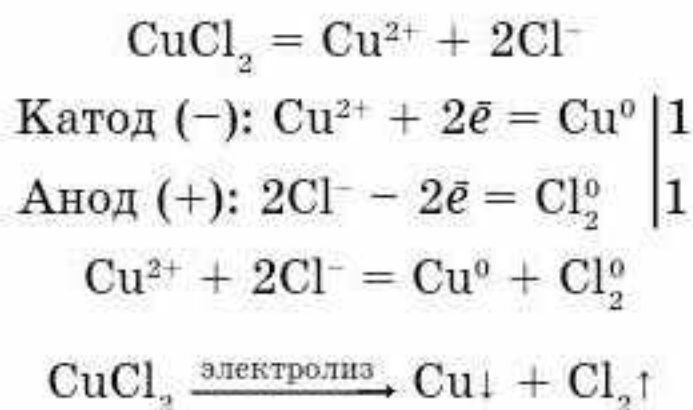 CuCl₂ = Cu²⁺ + 2Cl⁻
Катод (−): Cu²⁺ + 2ē = Cu⁰ | 1
Анод (+): 2Cl⁻ − 2ē = Cl₂⁰ | 1
Cu²⁺ + 2Cl⁻ = Cu⁰ + Cl₂⁰
CuCl₂ —электролиз→ Cu↓ + Cl₂↑